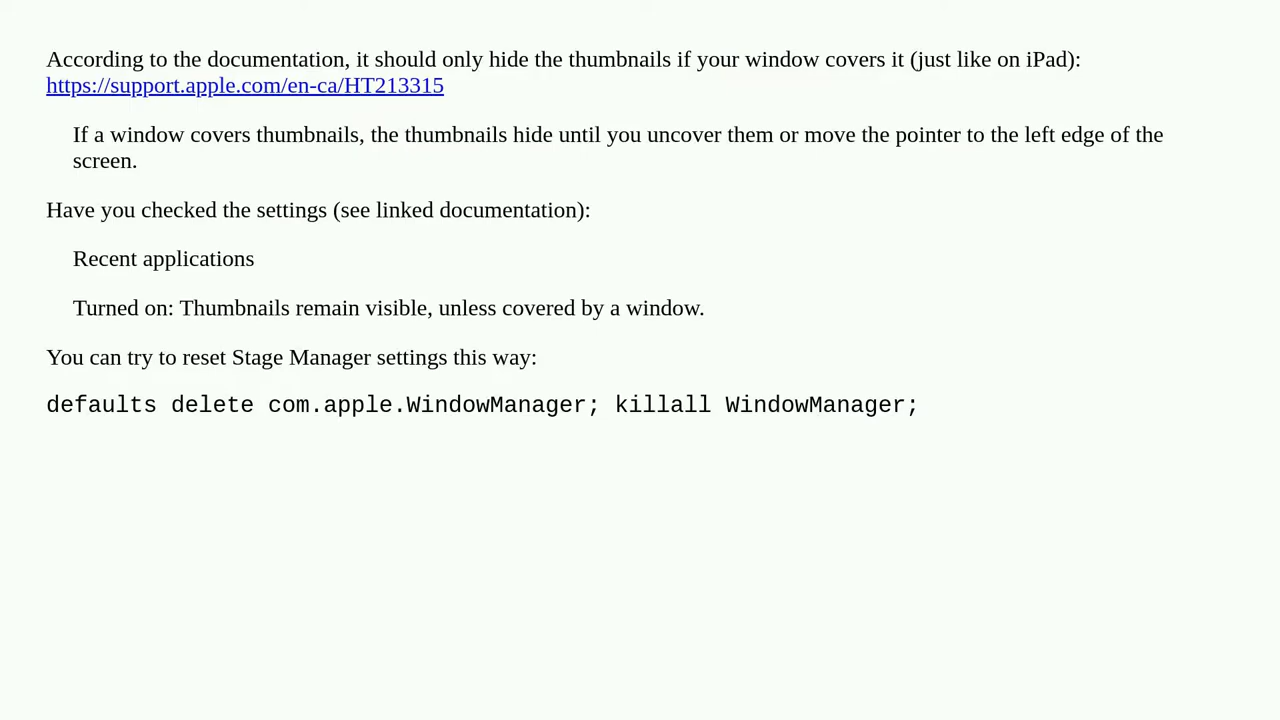 According to the documentation, it should only hide the thumbnails if your window covers it (just like on iPad):
https://support.apple.com/en-ca/HT213315
If a window covers thumbnails, the thumbnails hide until you uncover them or move the pointer to the left edge of the
screen.
Have you checked the settings (see linked documentation):
Recent applications
Turned on: Thumbnails remain visible, unless covered by a window.
You can try to reset Stage Manager settings this way:
defaults delete com.apple.WindowManager; killall WindowManager;